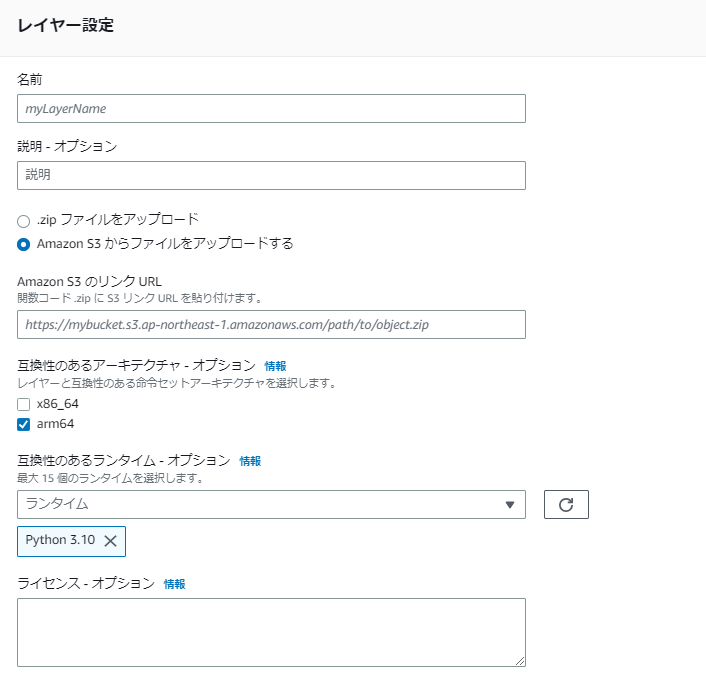 レイヤー設定
名前
myLayerName
説明 - オプション
説明
.zip ファイルをアップロード
Amazon S3 からファイルをアップロードする
Amazon S3 のリンク URL
関数コード .zip に S3 リンク URL を貼り付けます。
https://mybucket.s3.ap-northeast-1.amazonaws.com/path/to/object.zip
互換性のあるアーキテクチャ - オプション 情報
レイヤーと互換性のある命令セットアーキテクチャを選択します。
x86_64
arm64
互換性のあるランタイム - オプション 情報
最大 15 個のランタイムを選択します。
ランタイム
Python 3.10
ライセンス - オプション 情報